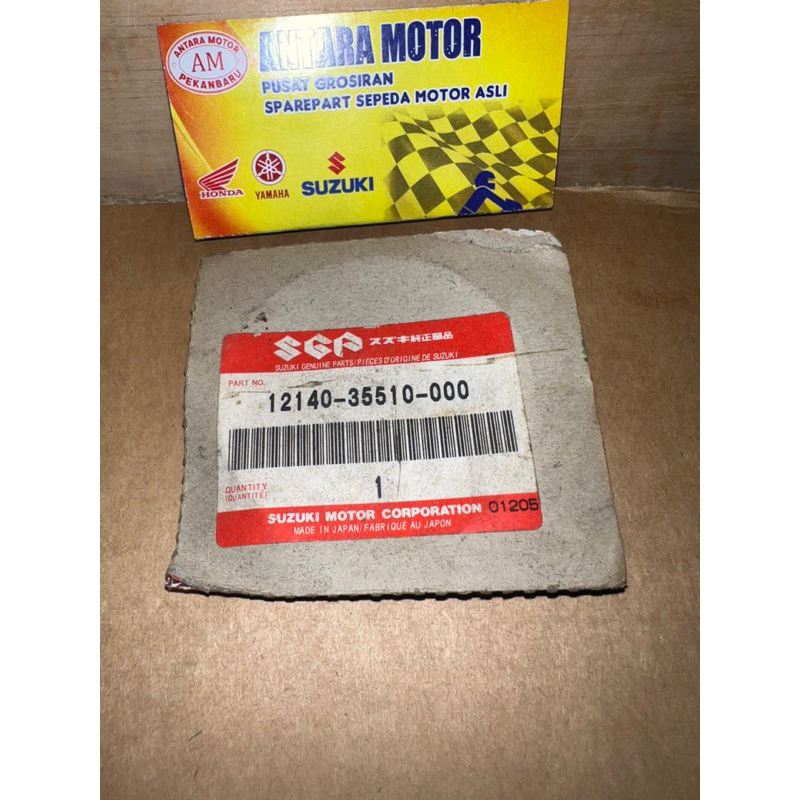 ANTARA MOTOR
AM
PEKANBARU
ANTARA MOTOR
PUSAT GROSIRAN
SPAREPART SEPEDA MOTOR ASLI
HONDA
YAMAHA
SUZUKI
SGP スズキ純正部品
SUZUKI GENUINE PARTS/PIECES D'ORIGINE DE SUZUKI
PART NO.
12140-35510-000
QUANTITY
(QUANTITÉ)
1
SUZUKI MOTOR CORPORATION 01205
MADE IN JAPAN/FABRIQUE AU JAPON